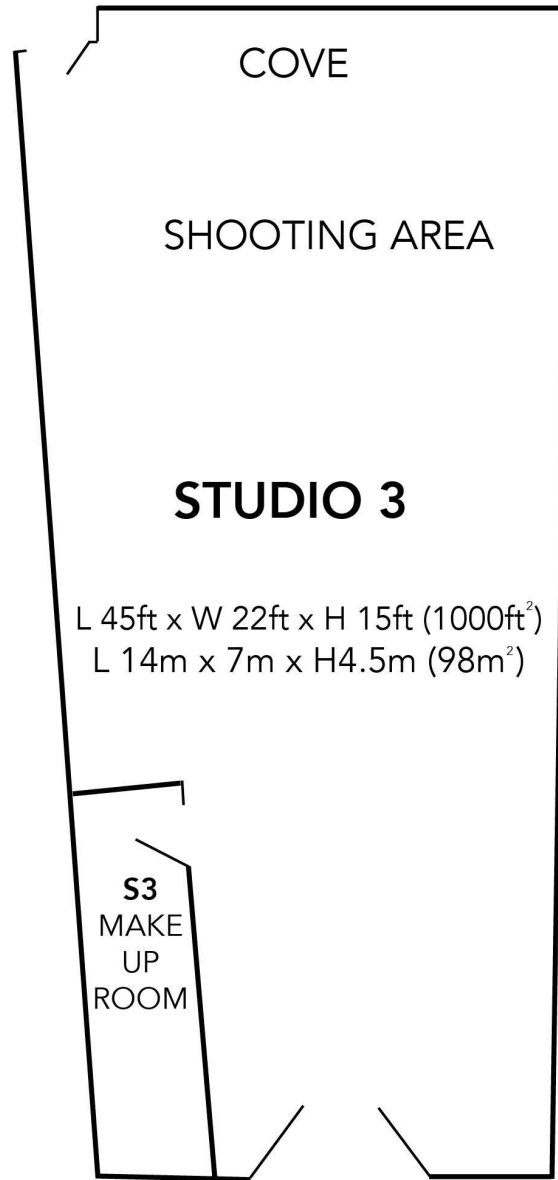 COVE
SHOOTING AREA
STUDIO 3
L 45ft x W 22ft x H 15ft (1000ft²)
L 14m x 7m x H4.5m (98m²)
S3
MAKE
UP
ROOM